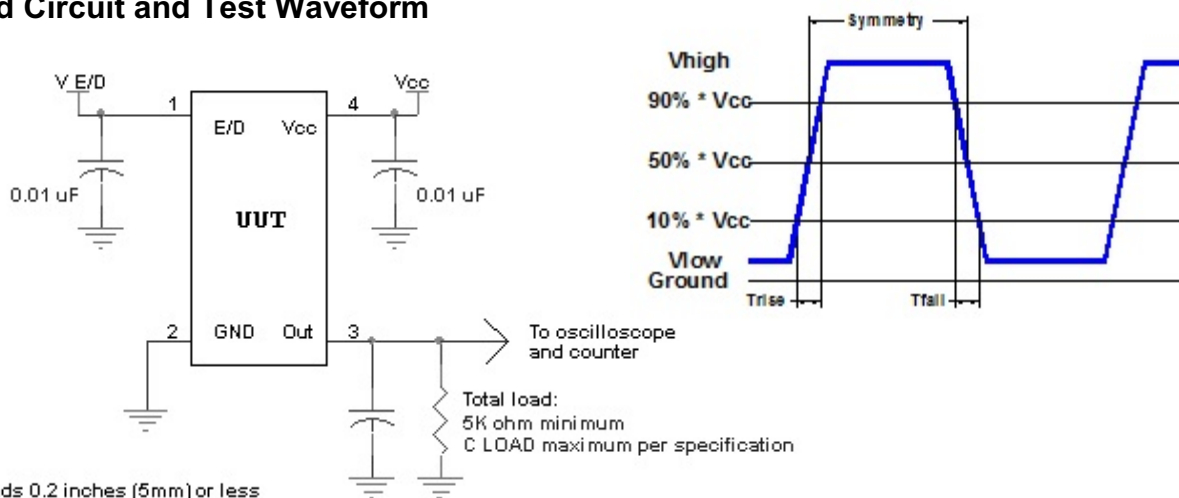 d Circuit and Test Waveform
V E/D
Vcc
1
4
E/D
Vcc
0.01 uF
0.01 uF
UUT
2
GND
Out
3
To oscilloscope
and counter
Total load:
5K ohm minimum
C LOAD maximum per specification
ds 0.2 inches (5mm) or less
Symmetry
Vhigh
90% * Vcc
50% * Vcc
10% * Vcc
Vlow
Ground
Trise
Tfall